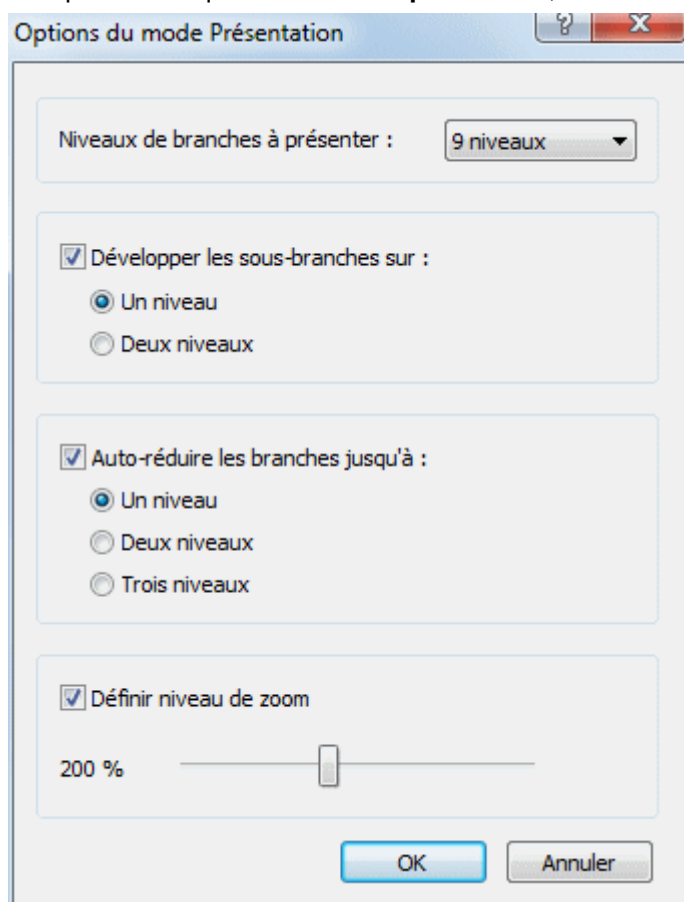 Options du mode Présentation
Niveaux de branches à présenter :
9 niveaux
Développer les sous-branches sur :
Un niveau
Deux niveaux
Auto-réduire les branches jusqu'à :
Un niveau
Deux niveaux
Trois niveaux
Définir niveau de zoom
200 %
OK
Annuler